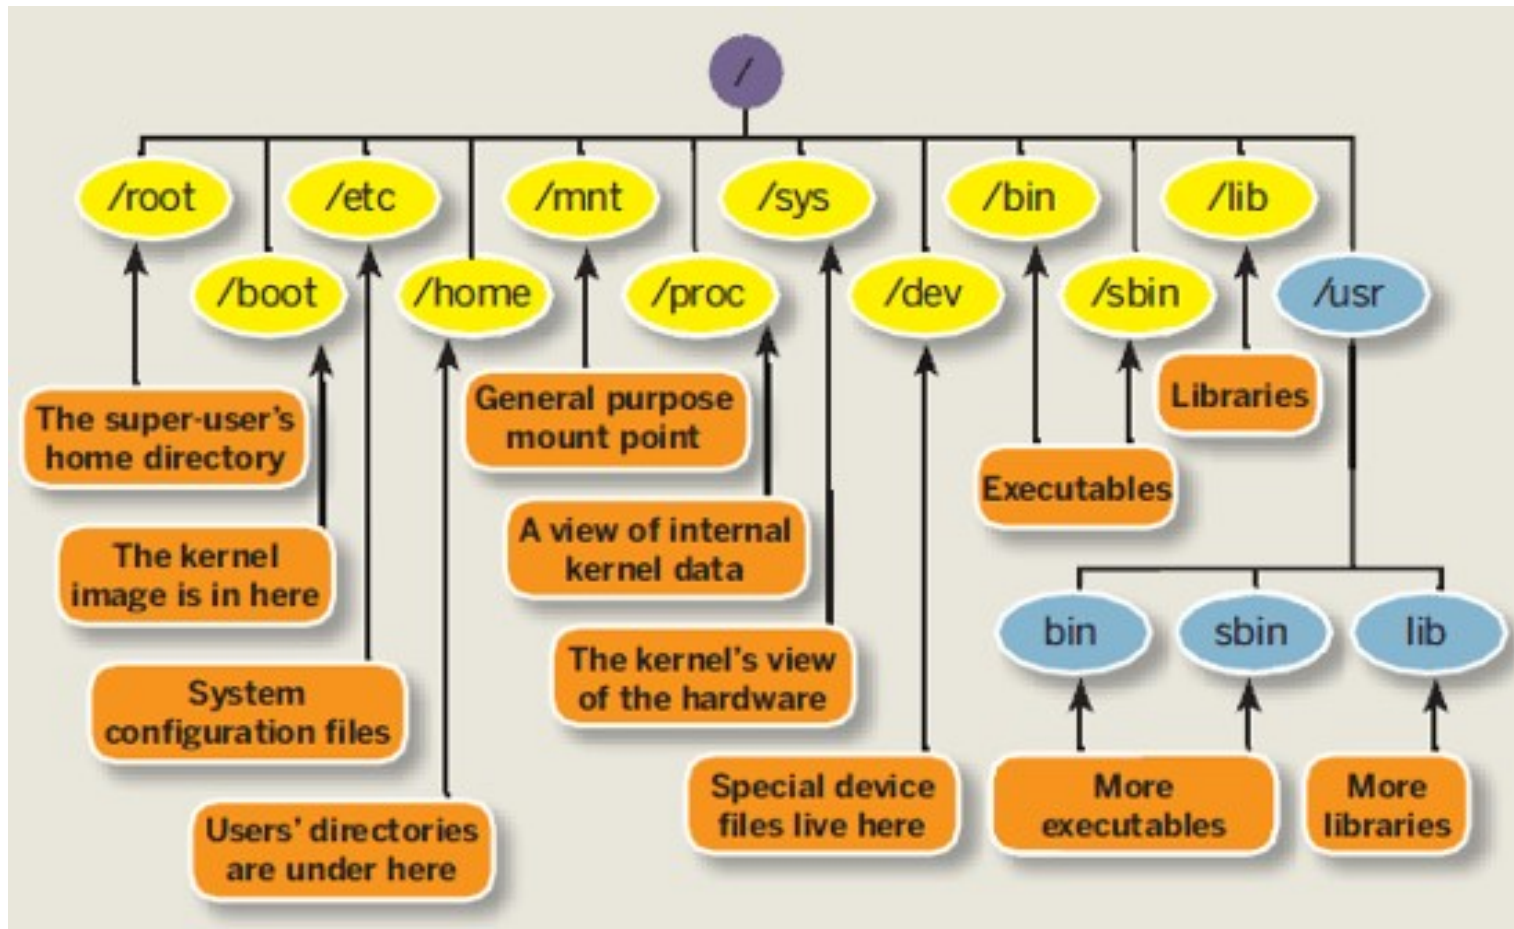 /
/root
/etc
/mnt
/sys
/bin
/lib
/boot
/home
/proc
/dev
/sbin
/usr
The super-user’s
home directory
General purpose
mount point
Libraries
Executables
The kernel
image is in here
A view of internal
kernel data
System
configuration files
The kernel’s view
of the hardware
bin
sbin
lib
Users’ directories
are under here
Special device
files live here
More
executables
More
libraries